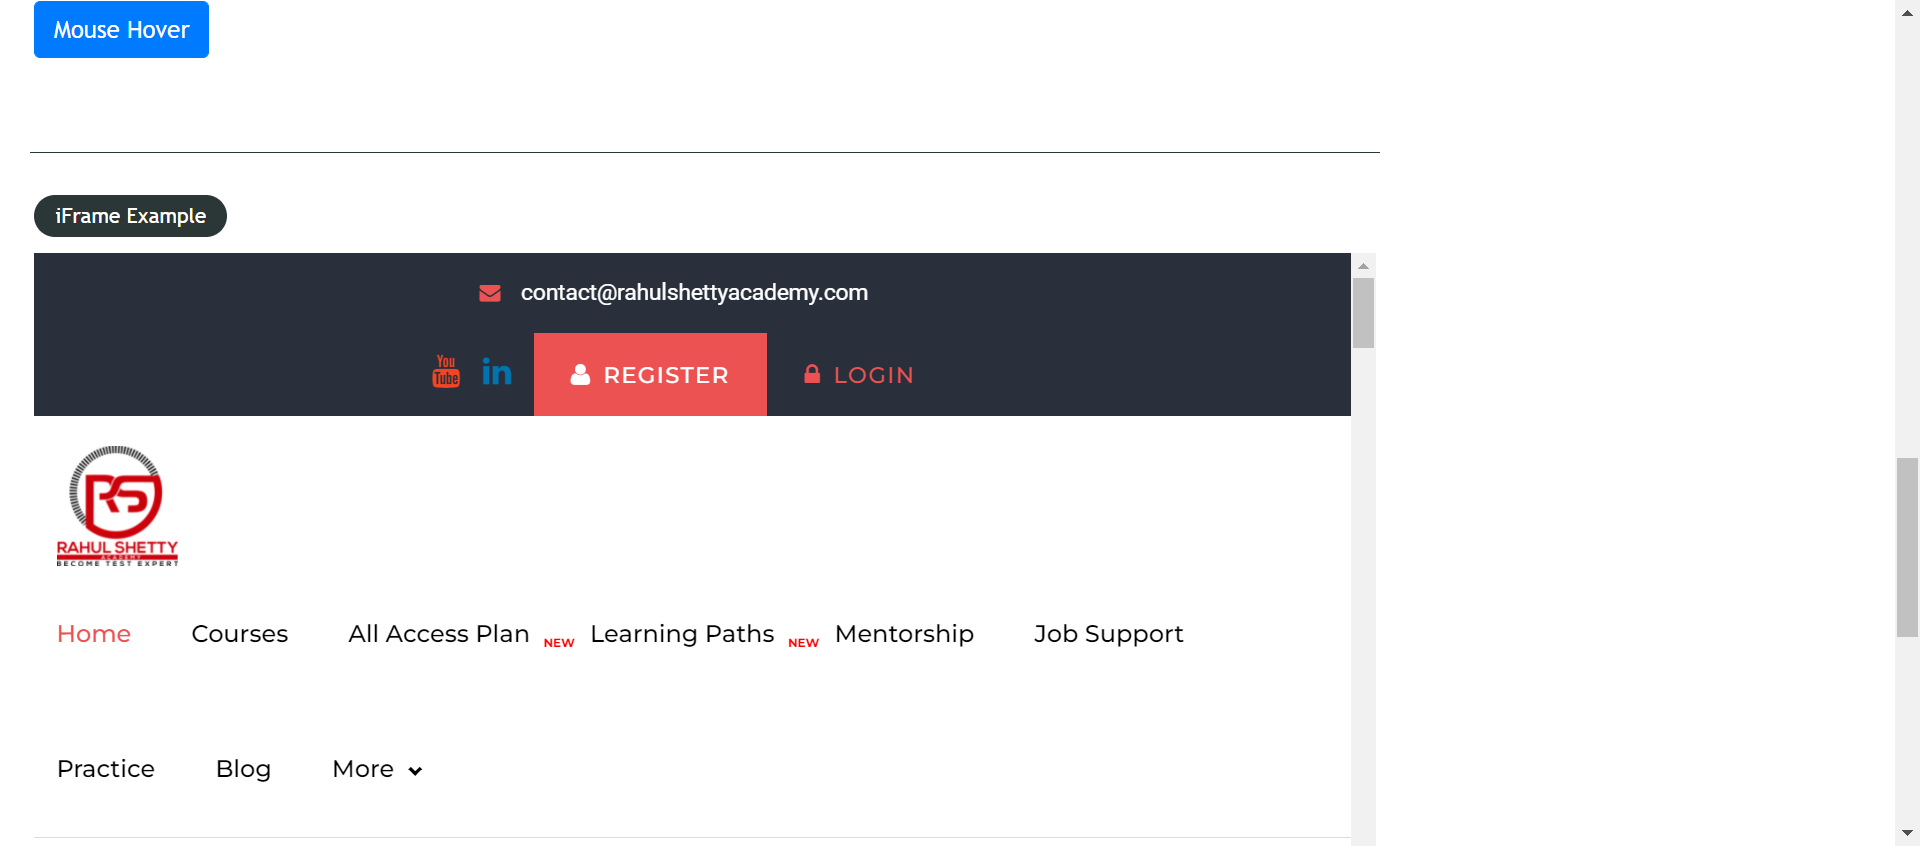 Mouse Hover
iFrame Example
contact@rahulshettyacademy.com
You
Tube
in
REGISTER
LOGIN
RS
RAHUL SHETTY
ACADEMY
BECOME TEST EXPERT
Home Courses All Access Plan NEW Learning Paths NEW Mentorship Job Support
Practice Blog More